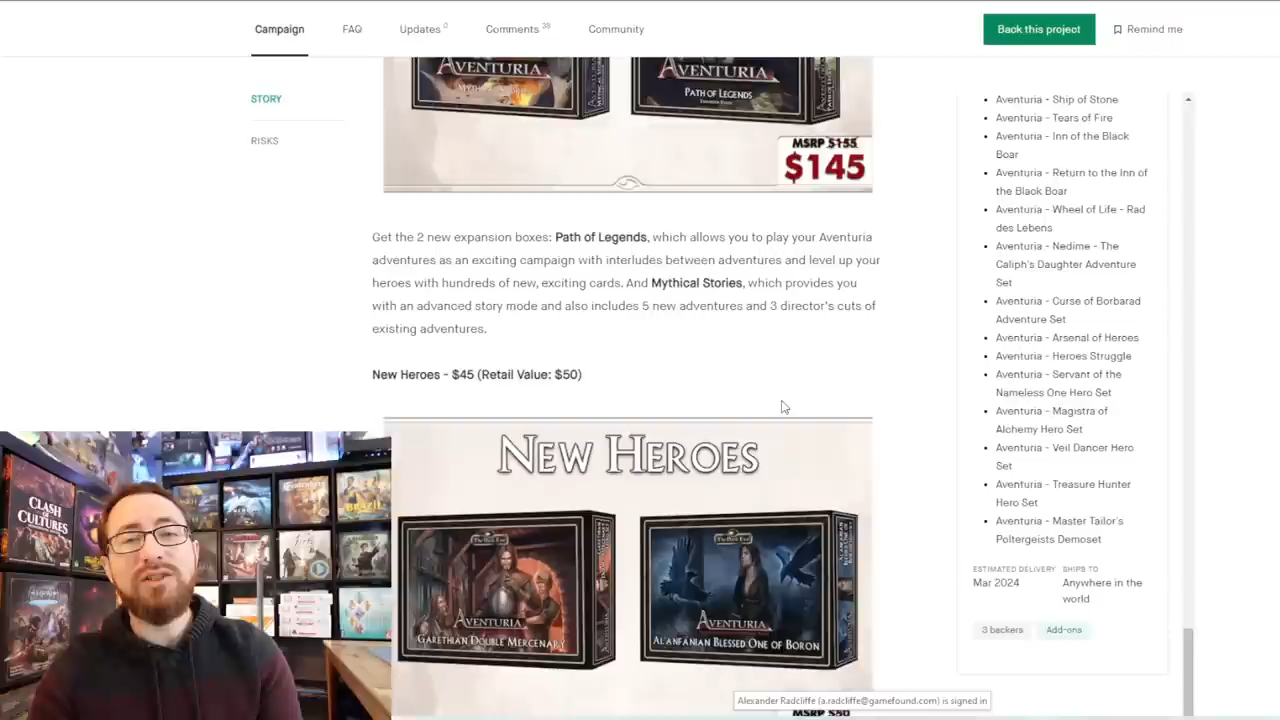 Campaign FAQ Updates 0 Comments 38 Community Back this project Remind me
STORY
RISKS
AVENTURIA
AVENTURIA
PATH OF LEGENDS
MSRP $155
$145
Get the 2 new expansion boxes: Path of Legends, which allows you to play your Aventuria
adventures as an exciting campaign with interludes between adventures and level up your
heroes with hundreds of new, exciting cards. And Mythical Stories, which provides you
with an advanced story mode and also includes 5 new adventures and 3 director's cuts of
existing adventures.
New Heroes - $45 (Retail Value: $50)
NEW HEROES
The Dark Eye
AVENTURIA
GARETHIAN DOUBLE MERCENARY
The Dark Eye
AVENTURIA
AL'ANFANIAN BLESSED ONE OF BORON
MSRP $50
Aventuria - Ship of Stone
Aventuria - Tears of Fire
Aventuria - Inn of the Black
Boar
Aventuria - Return to the Inn of
the Black Boar
Aventuria - Wheel of Life - Rad
des Lebens
Aventuria - Nedime - The
Caliph's Daughter Adventure
Set
Aventuria - Curse of Borbarad
Adventure Set
Aventuria - Arsenal of Heroes
Aventuria - Heroes Struggle
Aventuria - Servant of the
Nameless One Hero Set
Aventuria - Magistra of
Alchemy Hero Set
Aventuria - Veil Dancer Hero
Set
Aventuria - Treasure Hunter
Hero Set
Aventuria - Master Tailor's
Poltergeists Demoset
ESTIMATED DELIVERY
Mar 2024
SHIPS TO
Anywhere in the
world
3 backers Add-ons
Alexander Radcliffe (a.radcliffe@gamefound.com) is signed in
CLASH
OF
CULTURES
BRAZIL